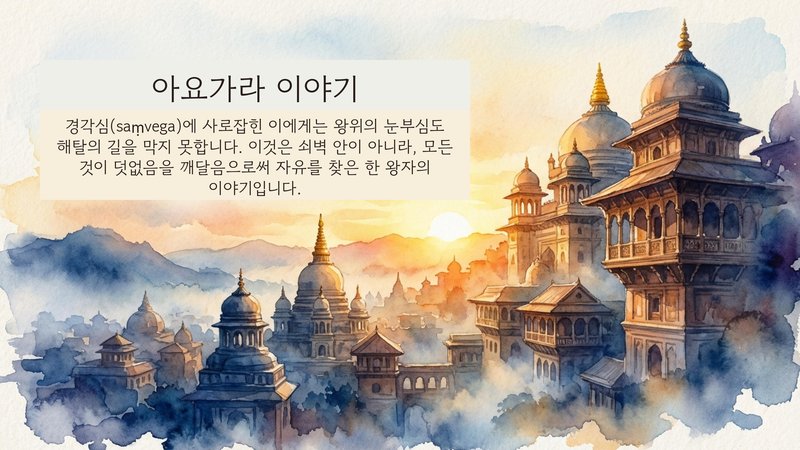 아요가라 이야기
경각심(saṃvega)에 사로잡힌 이에게는 왕위의 눈부심도
해탈의 길을 막지 못합니다. 이것은 쇠벽 안이 아니라, 모든
것이 덧없음을 깨달음으로써 자유를 찾은 한 왕자의
이야기입니다.